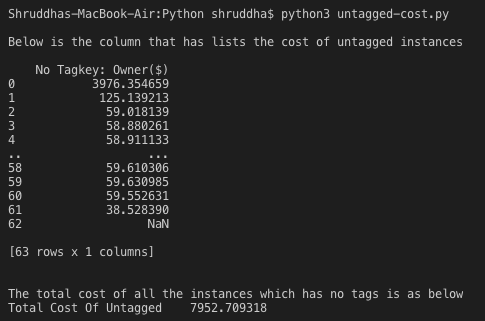 Shruddhas-MacBook-Air:Python shruddha$ python3 untagged-cost.py
Below is the column that has lists the cost of untagged instances
No Tagkey: Owner($)
0 3976.354659
1 125.139213
2 59.018139
3 58.880261
4 58.911133
.. ...
58 59.610306
59 59.630985
60 59.552631
61 38.528390
62 NaN
[63 rows x 1 columns]
The total cost of all the instances which has no tags is as below
Total Cost Of Untagged 7952.709318